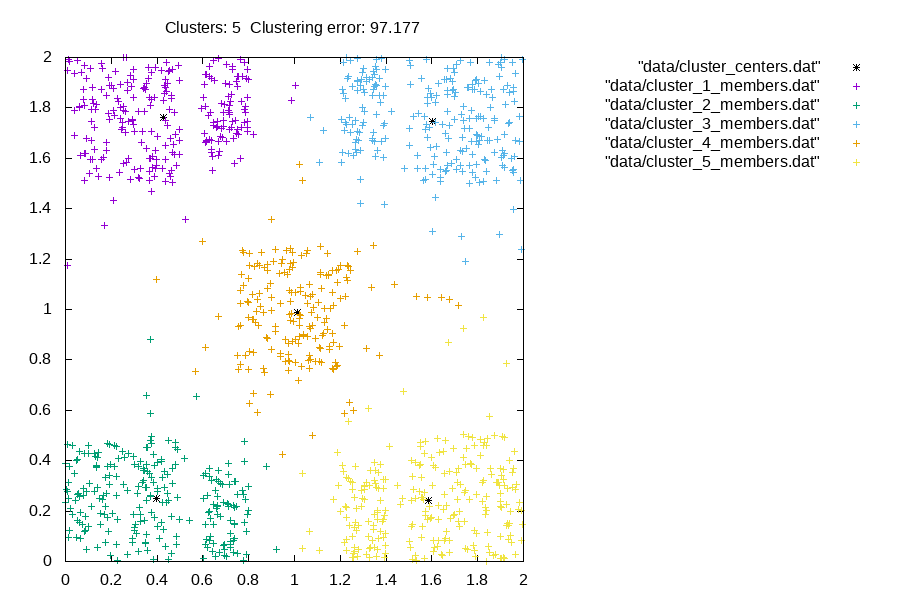 Clusters: 5  Clustering error: 97.177
"data/cluster_centers.dat"
"data/cluster_1_members.dat"
"data/cluster_2_members.dat"
"data/cluster_3_members.dat"
"data/cluster_4_members.dat"
"data/cluster_5_members.dat"
2
1.8
1.6
1.4
1.2
1
0.8
0.6
0.4
0.2
0
0 0.2 0.4 0.6 0.8 1 1.2 1.4 1.6 1.8 2